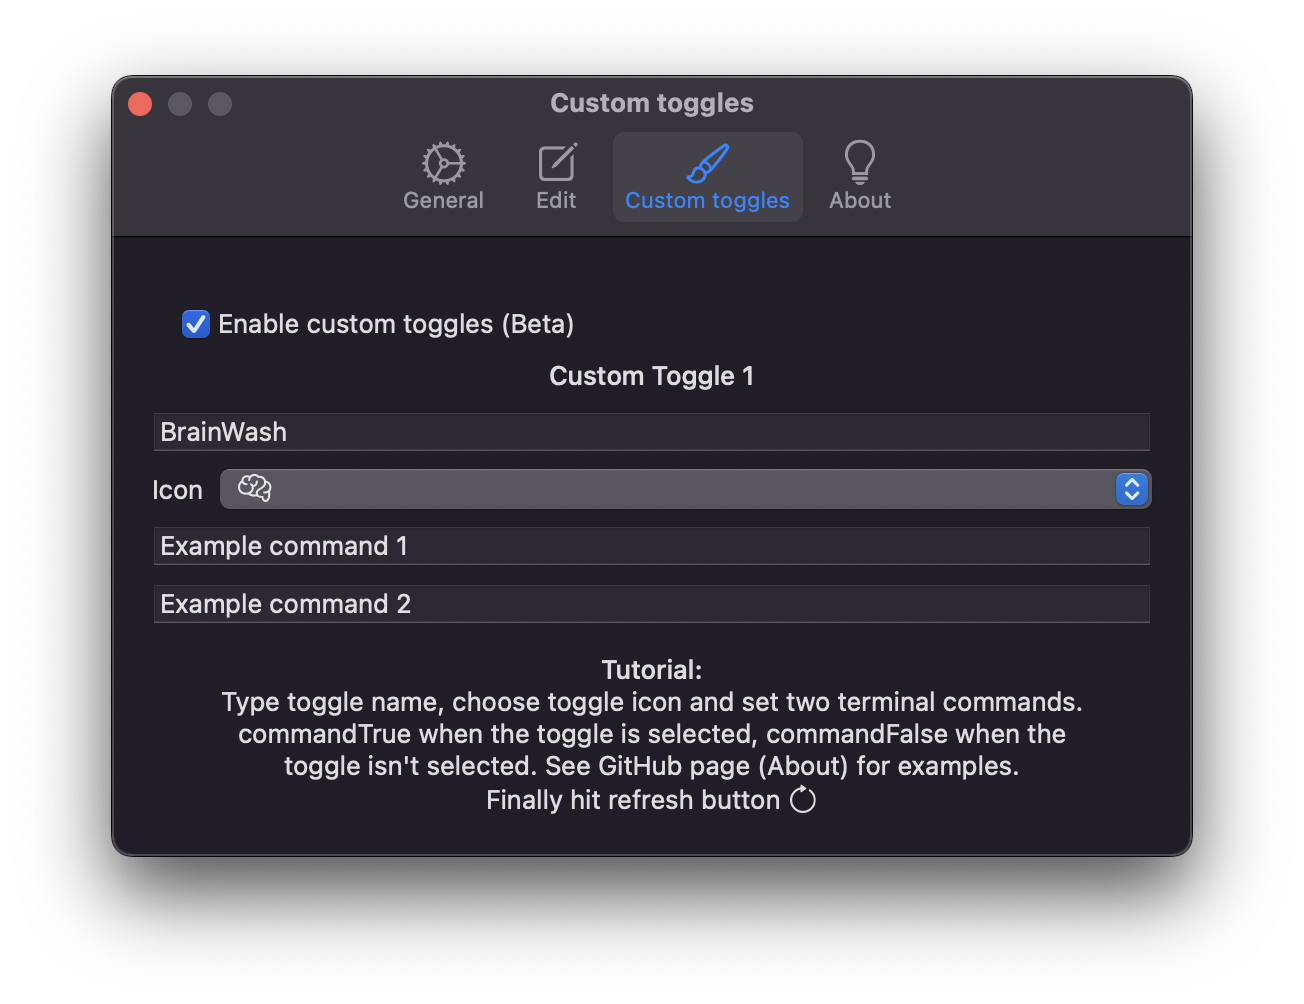 Custom toggles
General
Edit
Custom toggles
About
Enable custom toggles (Beta)
Custom Toggle 1
BrainWash
Icon
Example command 1
Example command 2
Tutorial:
Type toggle name, choose toggle icon and set two terminal commands.
commandTrue when the toggle is selected, commandFalse when the
toggle isn't selected. See GitHub page (About) for examples.
Finally hit refresh button